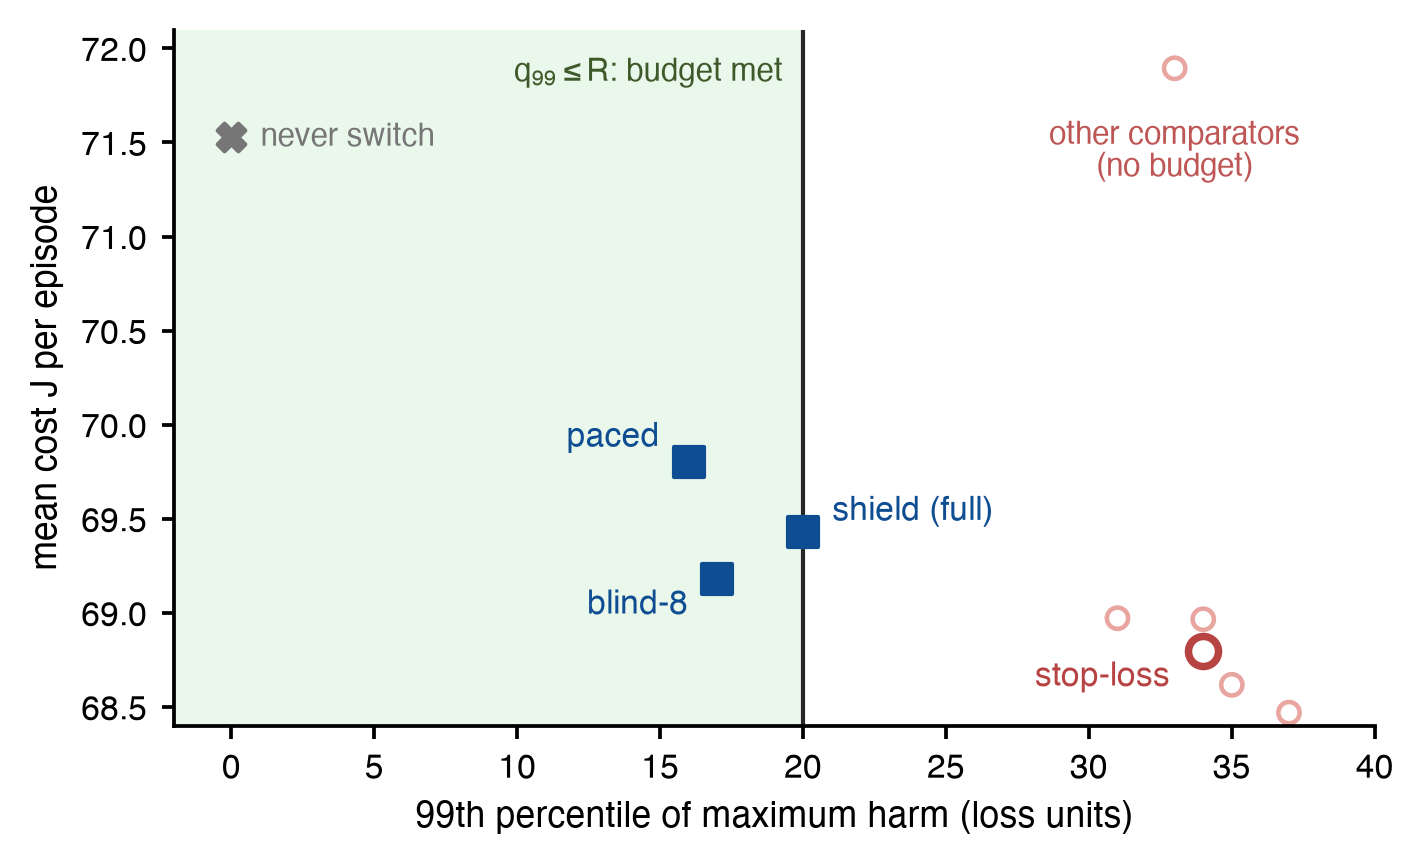 72.0
71.5
71.0
70.5
70.0
69.5
69.0
68.5
mean cost J per episode
q₉₉ ≤ R: budget met
never switch
other comparators
(no budget)
paced
shield (full)
blind-8
stop-loss
0 5 10 15 20 25 30 35 40
99th percentile of maximum harm (loss units)